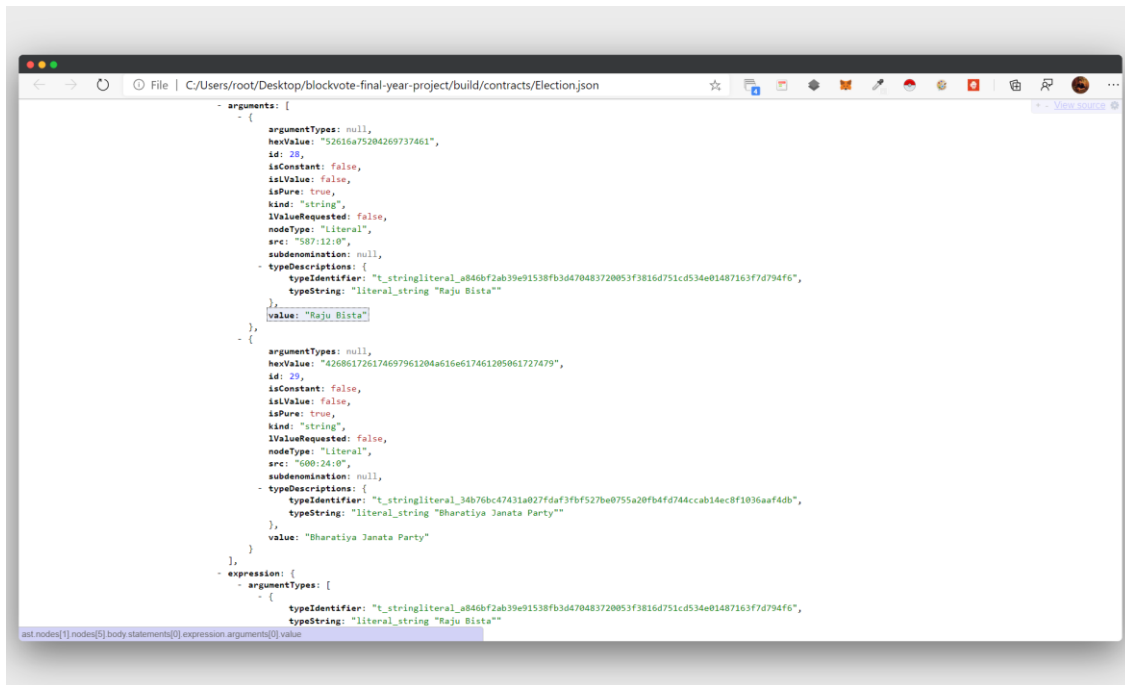 File | C:/Users/root/Desktop/blockvote-final-year-project/build/contracts/Election.json
+ - View source
- arguments: [
- {
argumentTypes: null,
hexValue: "52616a75204269737461",
id: 28,
isConstant: false,
isLValue: false,
isPure: true,
kind: "string",
lValueRequested: false,
nodeType: "Literal",
src: "587:12:0",
subdenomination: null,
- typeDescriptions: {
typeIdentifier: "t_stringliteral_a846bf2ab39e91538fb3d470483720053f3816d751cd534e01487163f7d794f6",
typeString: "literal_string "Raju Bista""
},
value: "Raju Bista"
},
- {
argumentTypes: null,
hexValue: "426861726174697961204a616e617461205061727479",
id: 29,
isConstant: false,
isLValue: false,
isPure: true,
kind: "string",
lValueRequested: false,
nodeType: "Literal",
src: "600:24:0",
subdenomination: null,
- typeDescriptions: {
typeIdentifier: "t_stringliteral_34b76bc47431a027fdaf3fbf527be0755a20fb4fd744ccab14ec8f1036aaf4db",
typeString: "literal_string "Bharatiya Janata Party""
},
value: "Bharatiya Janata Party"
}
],
- expression: {
- argumentTypes: [
- {
typeIdentifier: "t_stringliteral_a846bf2ab39e91538fb3d470483720053f3816d751cd534e01487163f7d794f6",
typeString: "literal_string "Raju Bista""
ast.nodes[1].nodes[5].body.statements[0].expression.arguments[0].value